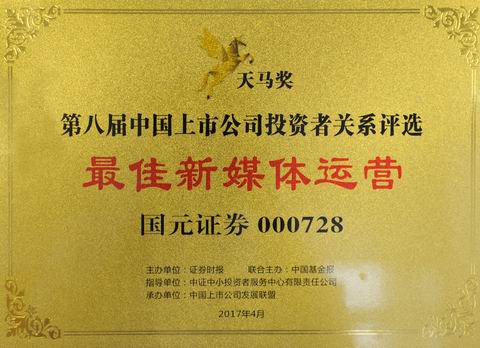 天马奖
第八届中国上市公司投资者关系评选
最佳新媒体运营
国元证券 000728
主办单位：证券时报 联合主办：中国基金报
指导单位：中证中小投资者服务中心有限责任公司
承办单位：中国上市公司发展联盟
2017年4月